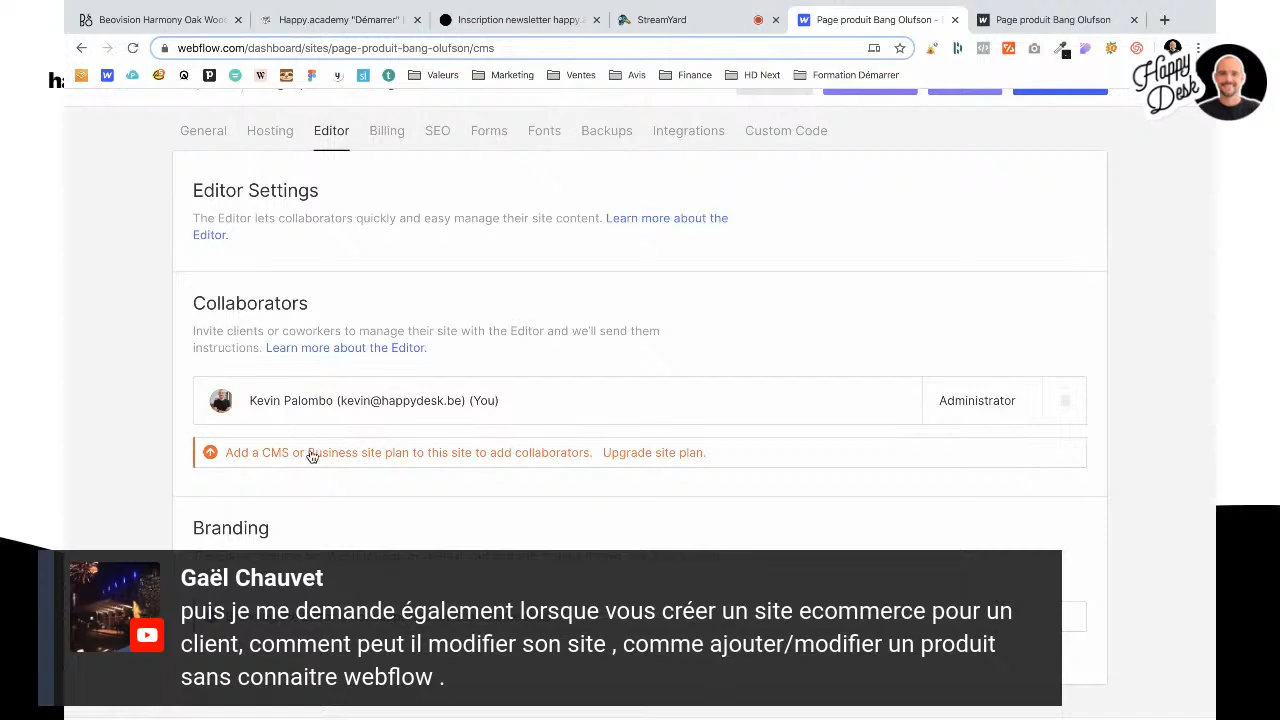 Beovision Harmony Oak Woo
Happy.academy "Démarrer"
Inscription newsletter happy.
StreamYard
Page produit Bang Olufson -
Page produit Bang Olufson
webflow.com/dashboard/sites/page-produit-bang-olufson/cms
Valeurs
Marketing
Ventes
Avis
Finance
HD Next
Formation Démarrer
Happy
Desk
General
Hosting
Editor
Billing
SEO
Forms
Fonts
Backups
Integrations
Custom Code
Editor Settings
The Editor lets collaborators quickly and easy manage their site content. Learn more about the
Editor.
Collaborators
Invite clients or coworkers to manage their site with the Editor and we'll send them
instructions. Learn more about the Editor.
Kevin Palombo (kevin@happydesk.be) (You)
Administrator
Add a CMS or Business site plan to this site to add collaborators. Upgrade site plan.
Branding
Gaël Chauvet
puis je me demande également lorsque vous créer un site ecommerce pour un
client, comment peut il modifier son site , comme ajouter/modifier un produit
sans connaitre webflow .